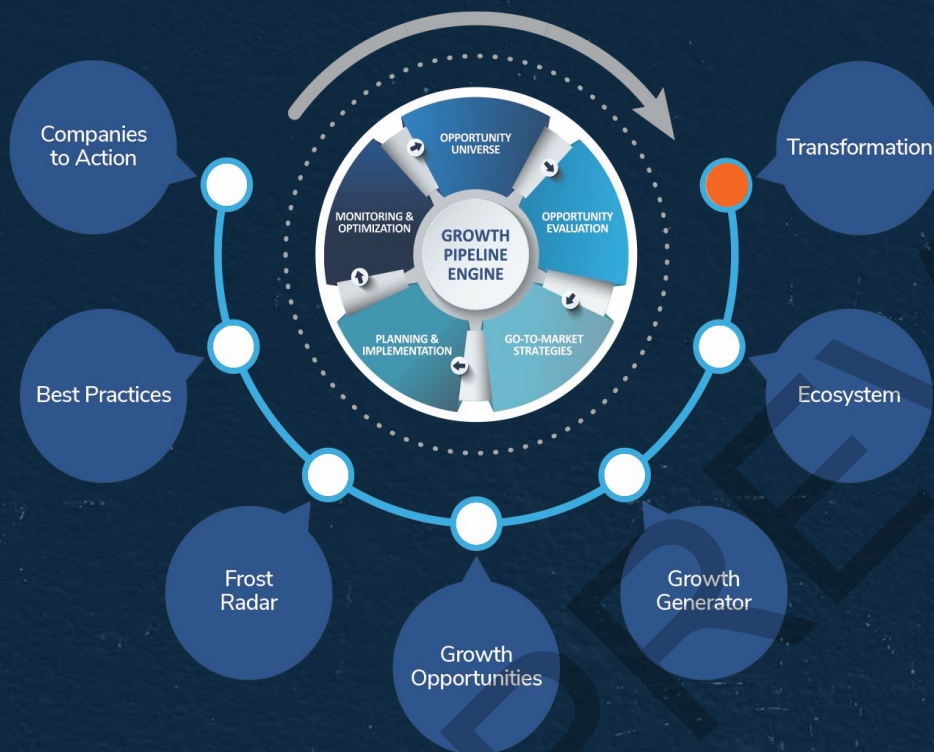 Companies
to Action
Best Practices
Frost
Radar
Growth
Opportunities
Growth
Generator
Ecosystem
Transformation
OPPORTUNITY
UNIVERSE
OPPORTUNITY
EVALUATION
GO-TO-MARKET
STRATEGIES
PLANNING &
IMPLEMENTATION
MONITORING &
OPTIMIZATION
GROWTH
PIPELINE
ENGINE